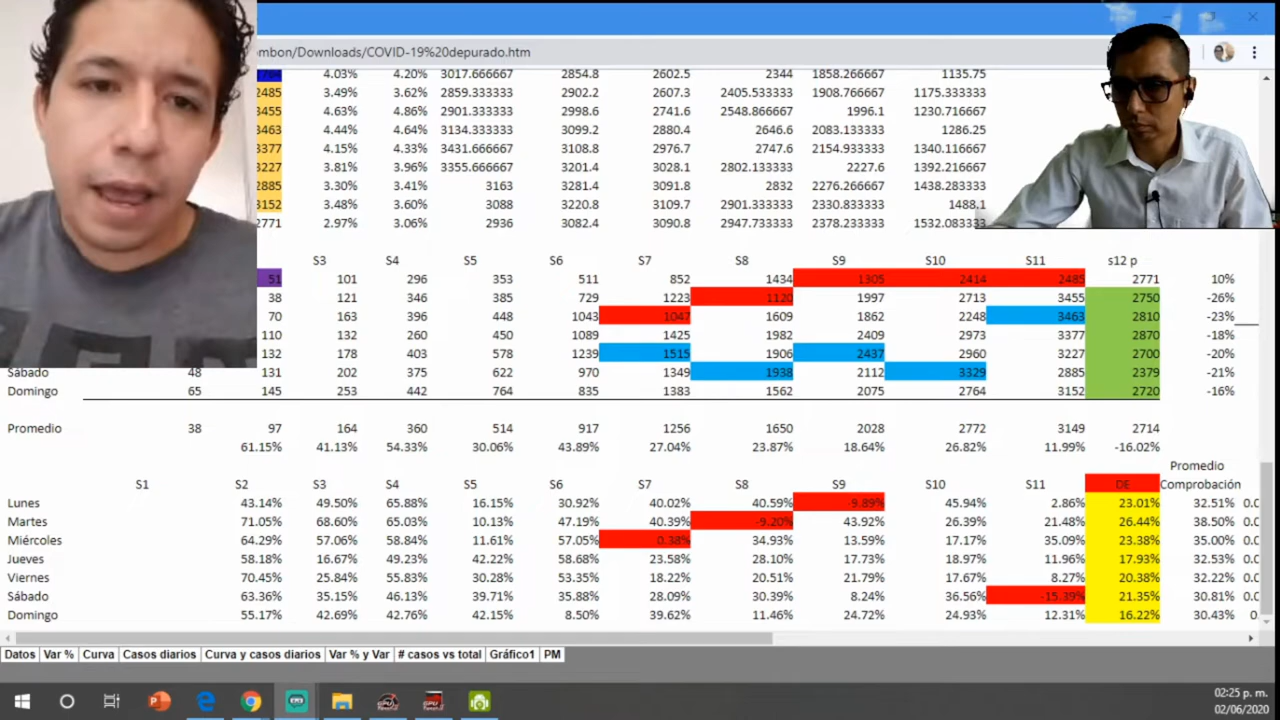 ombon/Downloads/COVID-19%20depurado.htm
4.03% 4.20% 3017.666667 2854.8 2602.5 2344 1858.266667 1135.75
2485 3.49% 3.62% 2859.333333 2902.2 2607.3 2405.533333 1908.766667 1175.333333
3455 4.63% 4.86% 2901.333333 2998.6 2741.6 2548.866667 1996.1 1230.716667
3463 4.44% 4.64% 3134.333333 3099.2 2880.4 2646.6 2083.133333 1286.25
3377 4.15% 4.33% 3431.666667 3108.8 2976.7 2747.6 2154.933333 1340.116667
3227 3.81% 3.96% 3355.666667 3201.4 3028.1 2802.133333 2227.6 1392.216667
2885 3.30% 3.41% 3163 3281.4 3091.8 2832 2276.266667 1438.283333
3152 3.48% 3.60% 3088 3220.8 3109.7 2901.333333 2330.833333 1488.1
2771 2.97% 3.06% 2936 3082.4 3090.8 2947.733333 2378.233333 1532.083333
S3 S4 S5 S6 S7 S8 S9 S10 S11 s12 p
51 101 296 353 511 852 1434 1305 2414 2485 2771 10%
38 121 346 385 729 1223 1120 1997 2713 3455 2750 -26%
70 163 396 448 1043 1047 1609 1862 2248 3463 2810 -23%
110 132 260 450 1089 1425 1982 2409 2973 3377 2870 -18%
132 178 403 578 1239 1515 1906 2437 2960 3227 2700 -20%
Sábado 48 131 202 375 622 970 1349 1938 2112 3329 2885 2379 -21%
Domingo 65 145 253 442 764 835 1383 1562 2075 2764 3152 2720 -16%
Promedio 38 97 164 360 514 917 1256 1650 2028 2772 3149 2714
61.15% 41.13% 54.33% 30.06% 43.89% 27.04% 23.87% 18.64% 26.82% 11.99% -16.02%
Promedio
S1 S2 S3 S4 S5 S6 S7 S8 S9 S10 S11 DE Comprobación
Lunes 43.14% 49.50% 65.88% 16.15% 30.92% 40.02% 40.59% -9.89% 45.94% 2.86% 23.01% 32.51% 0.0
Martes 71.05% 68.60% 65.03% 10.13% 47.19% 40.39% -9.20% 43.92% 26.39% 21.48% 26.44% 38.50% 0.0
Miércoles 64.29% 57.06% 58.84% 11.61% 57.05% 0.38% 34.93% 13.59% 17.17% 35.09% 23.38% 35.00% 0.0
Jueves 58.18% 16.67% 49.23% 42.22% 58.68% 23.58% 28.10% 17.73% 18.97% 11.96% 17.93% 32.53% 0.0
Viernes 70.45% 25.84% 55.83% 30.28% 53.35% 18.22% 20.51% 21.79% 17.67% 8.27% 20.38% 32.22% 0.0
Sábado 63.36% 35.15% 46.13% 39.71% 35.88% 28.09% 30.39% 8.24% 36.56% -15.39% 21.35% 30.81% 0.0
Domingo 55.17% 42.69% 42.76% 42.15% 8.50% 39.62% 11.46% 24.72% 24.93% 12.31% 16.22% 30.43% 0.
Datos Var % Curva Casos diarios Curva y casos diarios Var % y Var # casos vs total Gráfico1 PM
02:25 p. m.
02/06/2020